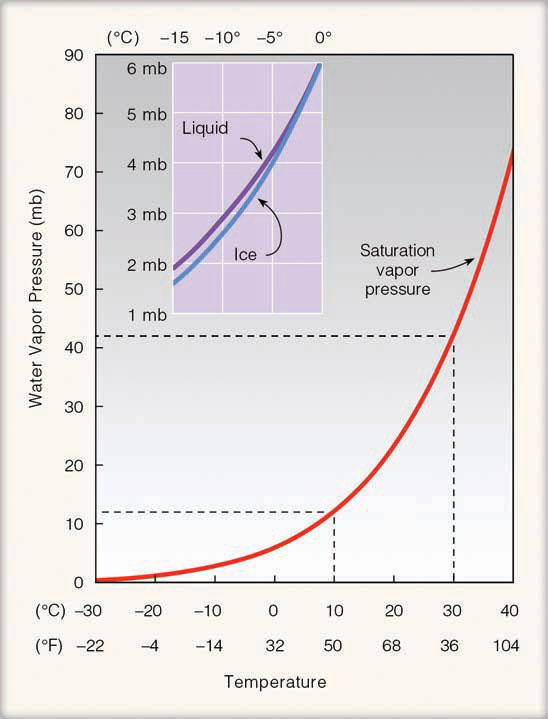 (°C) −15 −10° −5° 0°
90
80
70
60
50
40
30
20
10
0
Water Vapor Pressure (mb)
6 mb
5 mb
4 mb
3 mb
2 mb
1 mb
Liquid
Ice
Saturation
vapor
pressure
(°C) −30 −20 −10 0 10 20 30 40
(°F) −22 −4 −14 32 50 68 36 104
Temperature